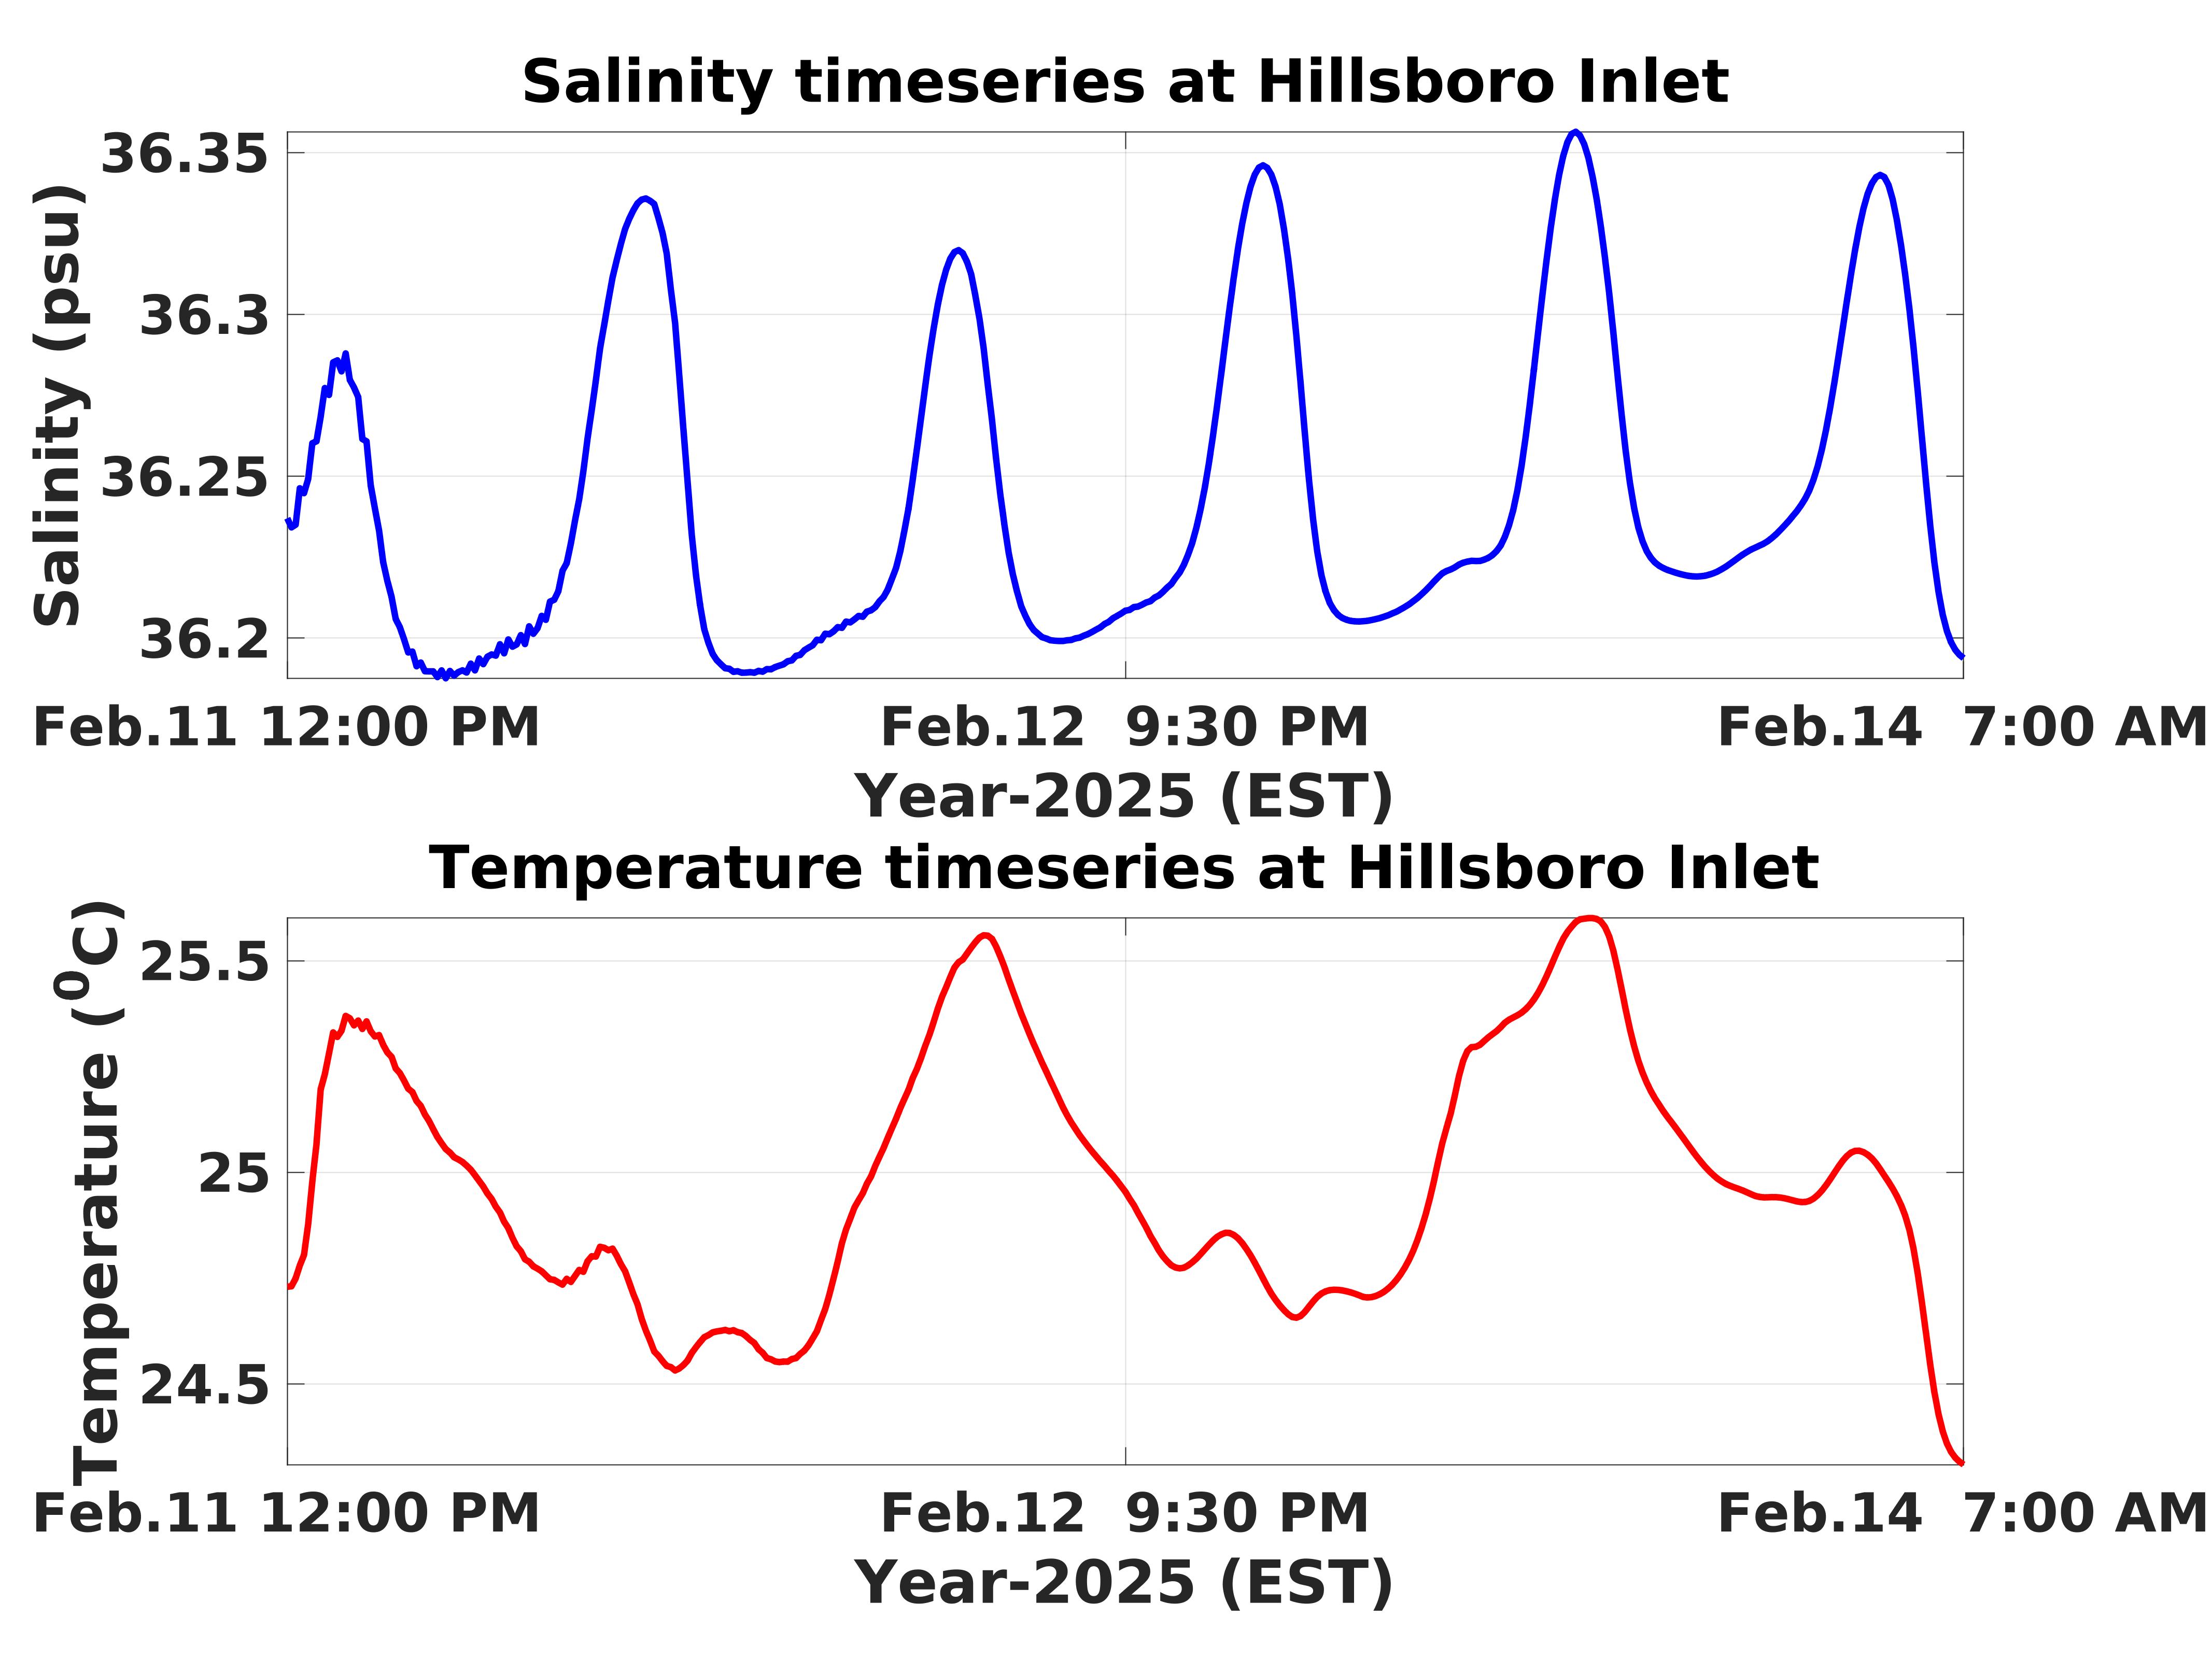 Salinity timeseries at Hillsboro Inlet
Salinity (psu)
36.35
36.3
36.25
36.2
Feb.11 12:00 PM Feb.12 9:30 PM Feb.14 7:00 AM
Year-2025 (EST)
Temperature timeseries at Hillsboro Inlet
Temperature (⁰C)
25.5
25
24.5
Feb.11 12:00 PM Feb.12 9:30 PM Feb.14 7:00 AM
Year-2025 (EST)